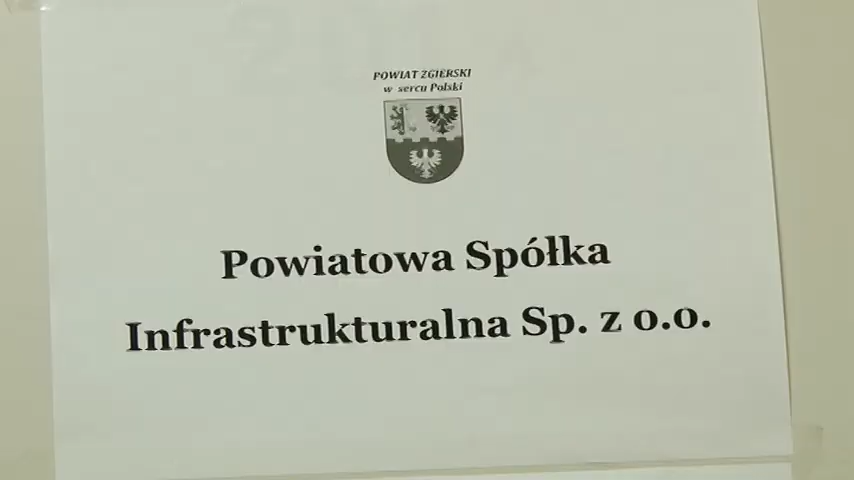 POWIAT ZGIERSKI
w sercu Polski
Powiatowa Spółka
Infrastrukturalna Sp. z o.o.